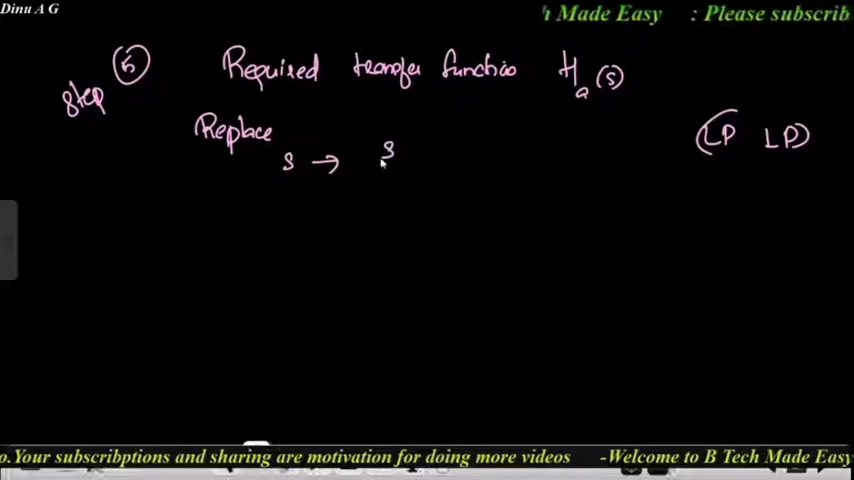 Dinu A G
h Made Easy : Please subscrib
Step 5 Required transfer function Ha(s)
Replace
s → s
(LP LP)
o.Your subscribptions and sharing are motivation for doing more videos -Welcome to B Tech Made Easy